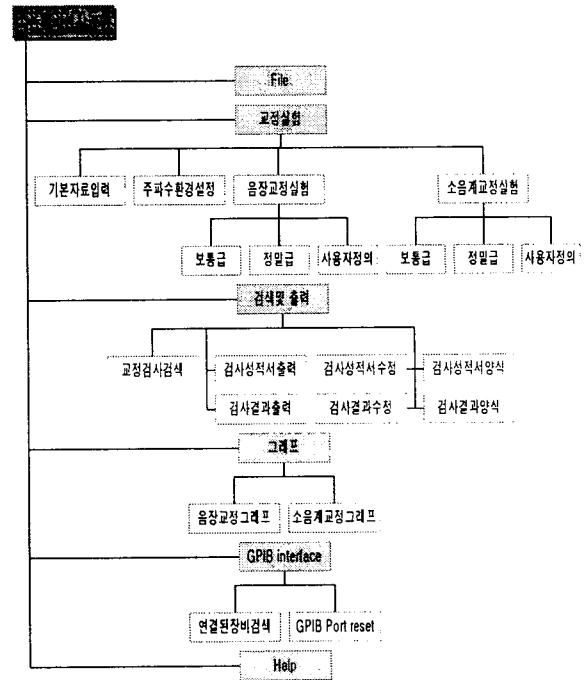 File
교정실험
기본자료입력 주파수환경설정 음장교정실험 소음계교정실험
보통급 정밀급 사용자정의 보통급 정밀급 사용자정의
검색및 출력
교정검사검색 검사성적서출력 검사성적서수정 검사성적서양식
검사결과출력 검사결과수정 검사결과양식
그래프
음장교정그래프 소음계교정그래프
GPIB interface
연결된장비검색 GPIB Port reset
Help